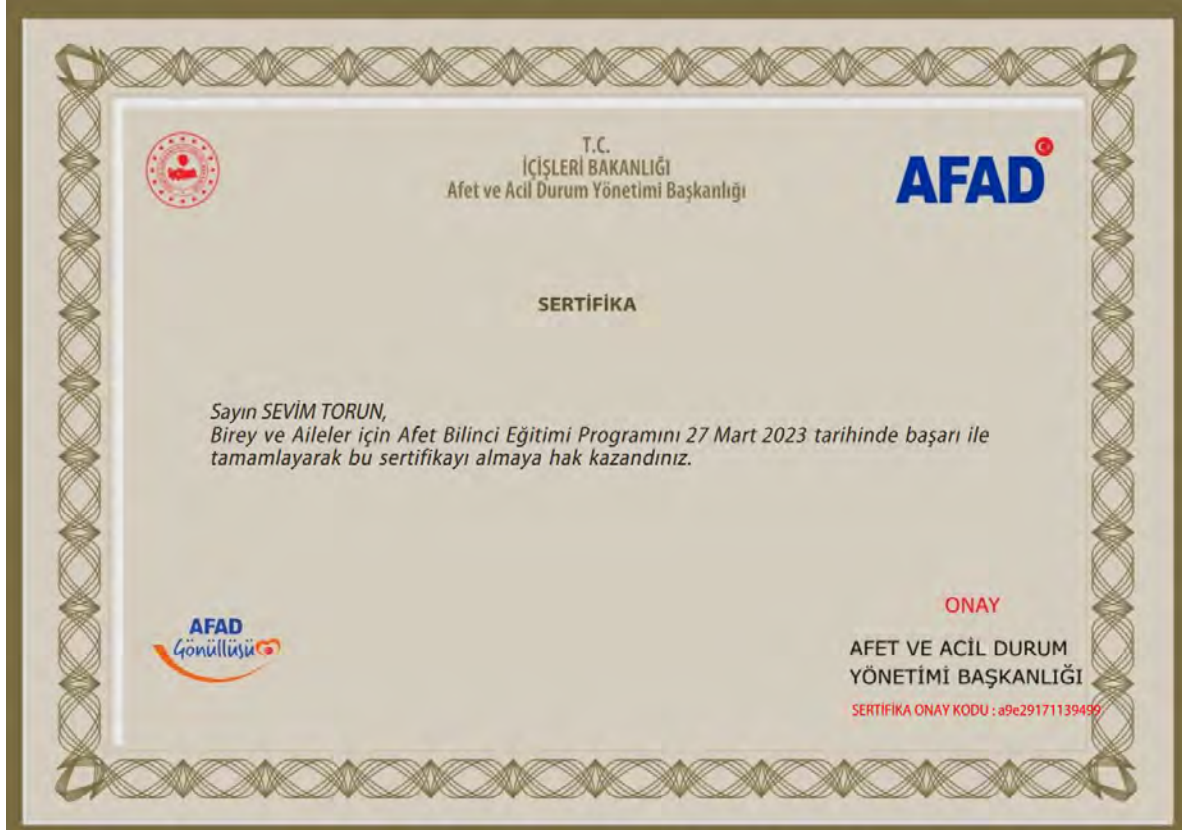 T.C.
İÇİŞLERİ BAKANLIĞI
Afet ve Acil Durum Yönetimi Başkanlığı
AFAD
SERTİFİKA
Sayın SEVİM TORUN,
Birey ve Aileler için Afet Bilinci Eğitimi Programını 27 Mart 2023 tarihinde başarı ile
tamamlayarak bu sertifikayı almaya hak kazandınız.
AFAD
Gönüllüsü
ONAY
AFET VE ACİL DURUM
YÖNETİMİ BAŞKANLIĞI
SERTİFİKA ONAY KODU : a9e29171139499